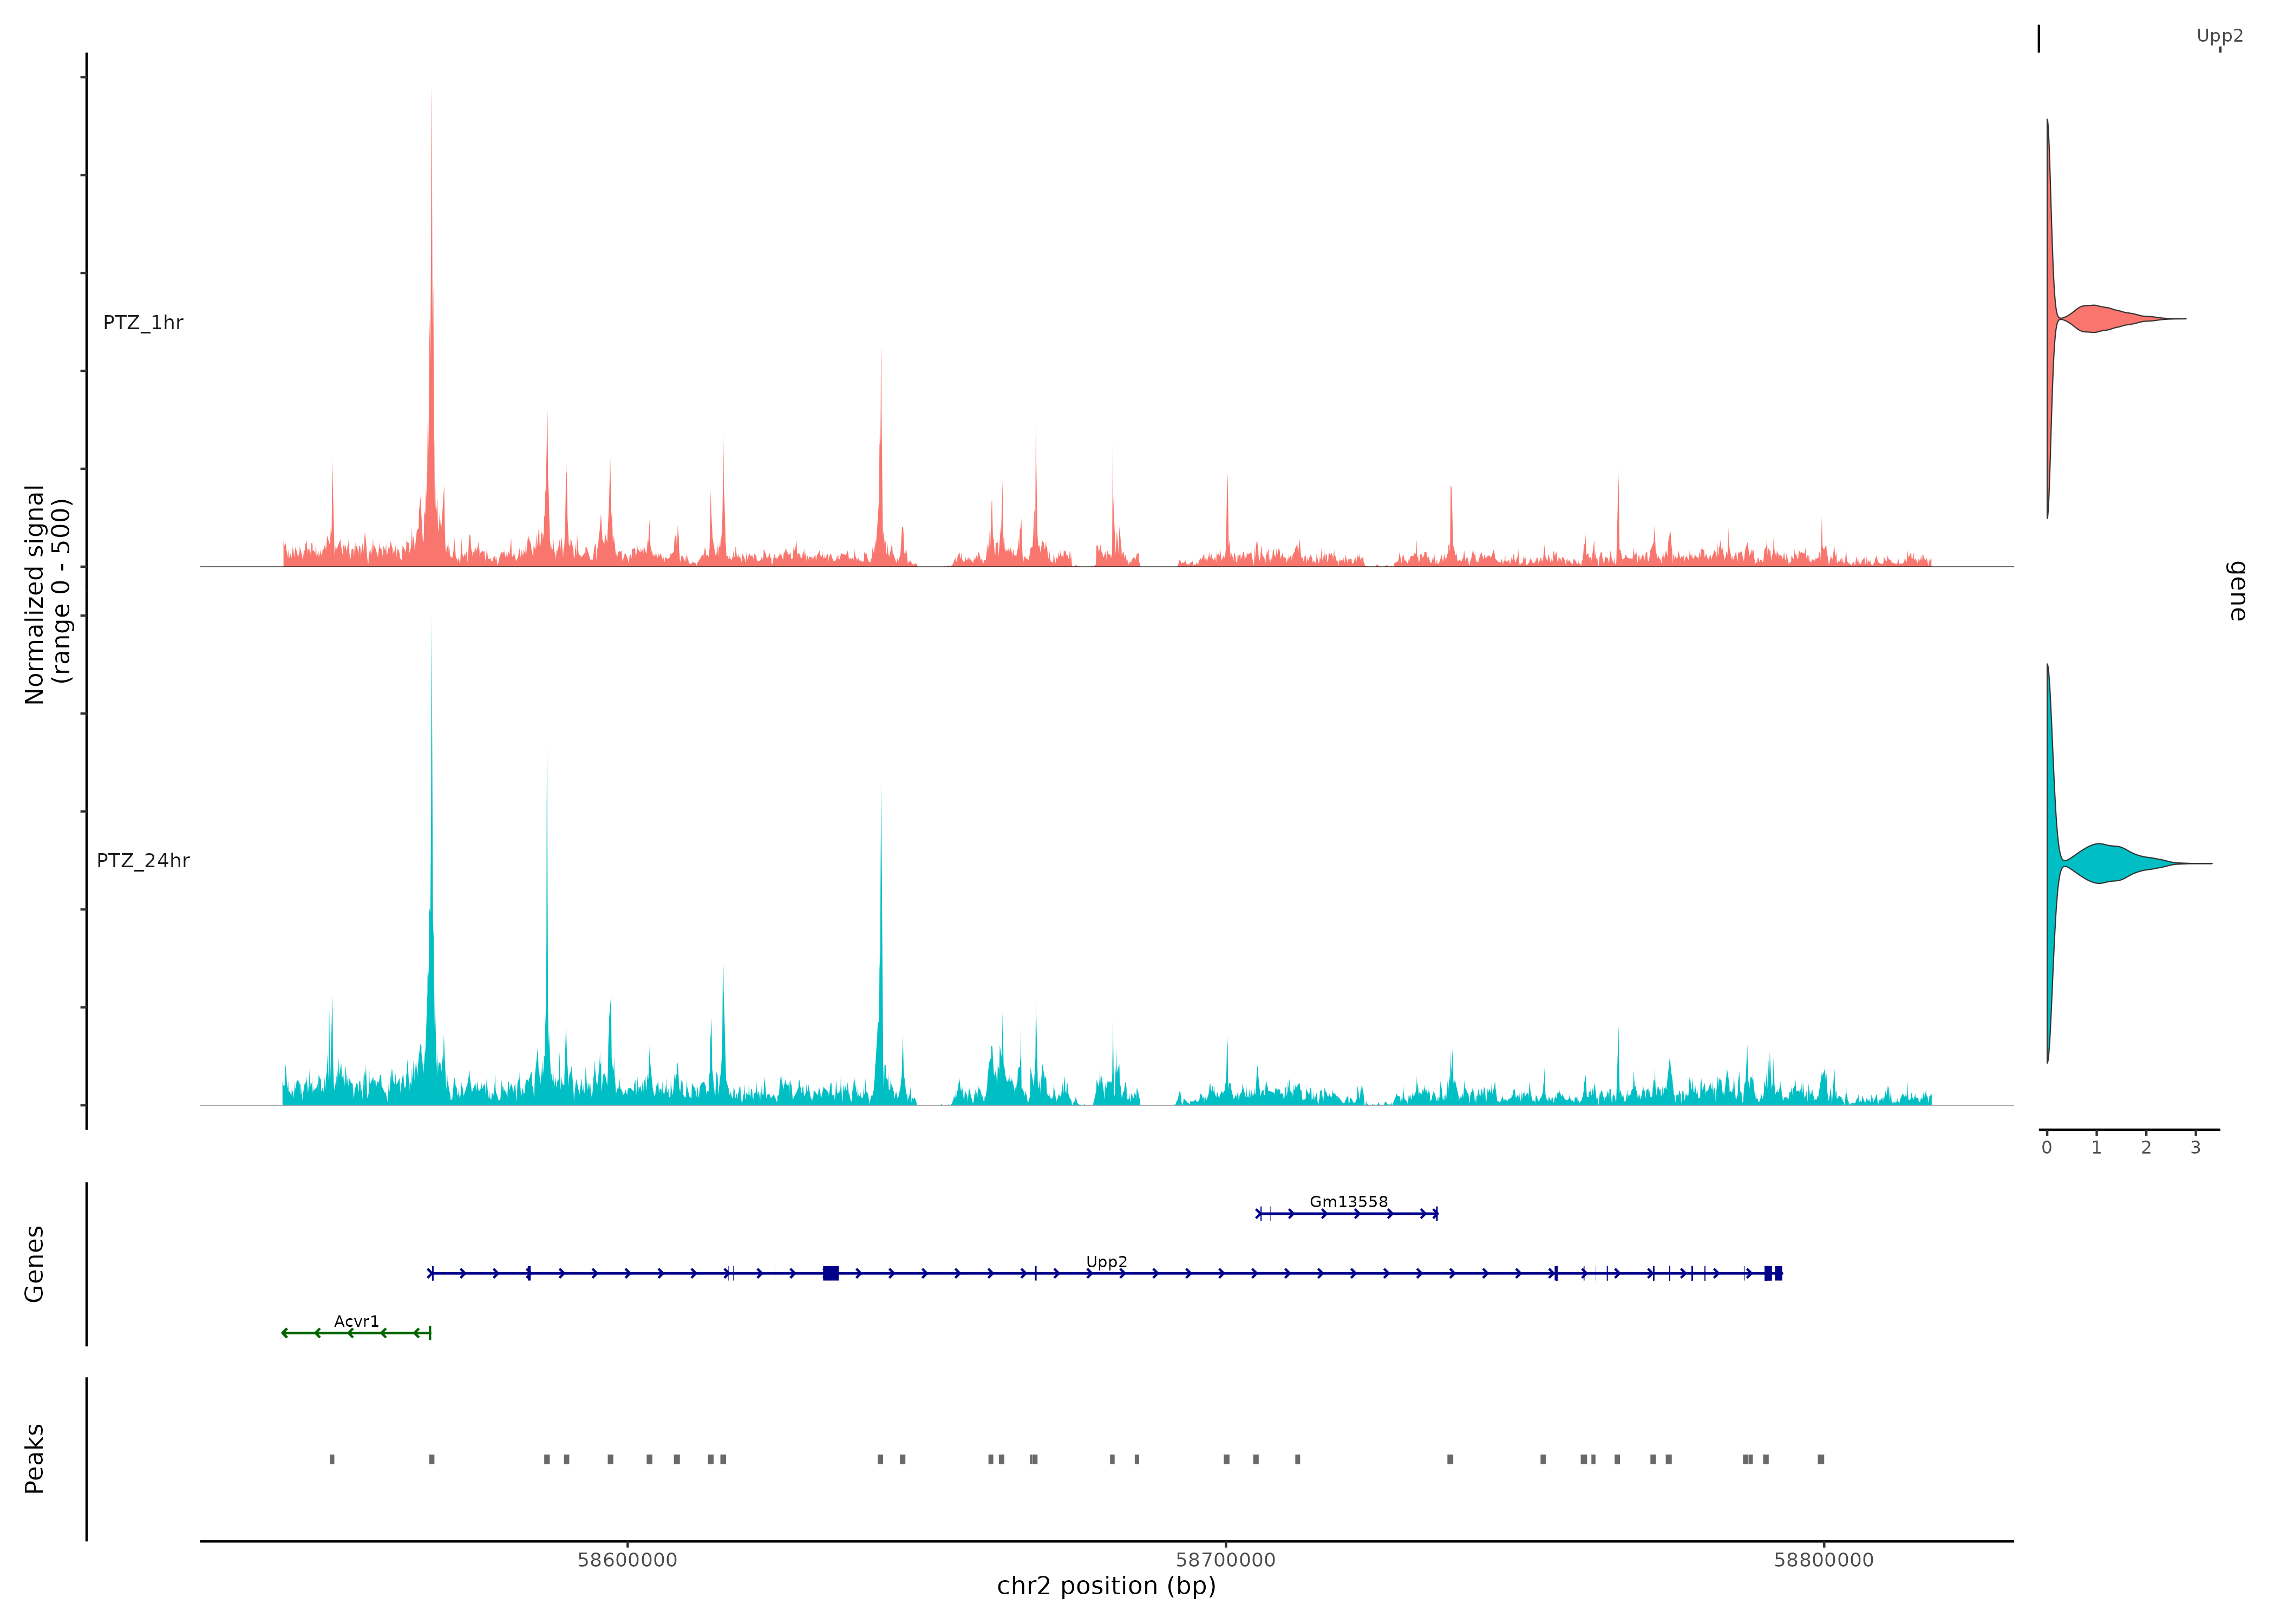 Upp2
PTZ_1hr
Normalized signal
(range 0 - 500)
gene
PTZ_24hr
0 1 2 3
Genes
Gm13558
Upp2
Acvr1
Peaks
58600000 58700000 58800000
chr2 position (bp)